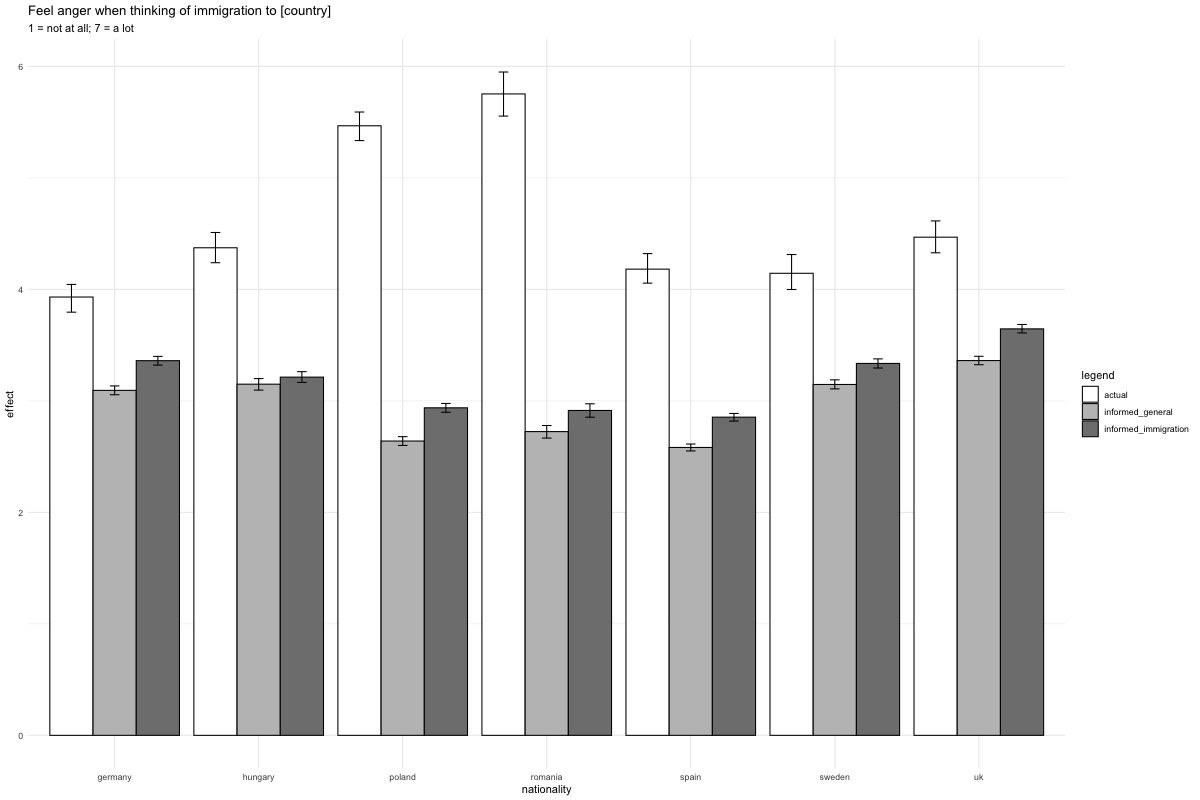 Feel anger when thinking of immigration to [country]
1 = not at all; 7 = a lot
6
4
2
0
effect
germany hungary poland romania spain sweden uk
nationality
legend
actual
informed_general
informed_immigration